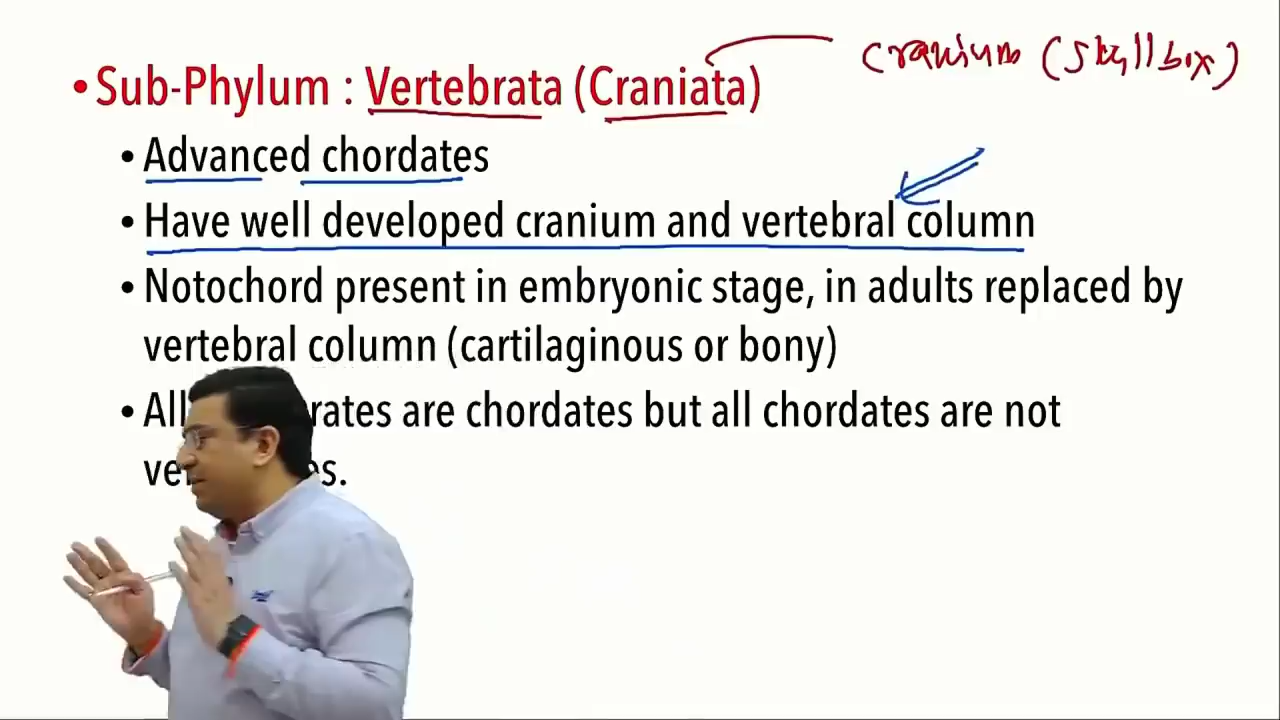 cranium (skull box)
•Sub-Phylum : Vertebrata (Craniata)
• Advanced chordates
• Have well developed cranium and vertebral column
• Notochord present in embryonic stage, in adults replaced by
vertebral column (cartilaginous or bony)
• All rates are chordates but all chordates are not